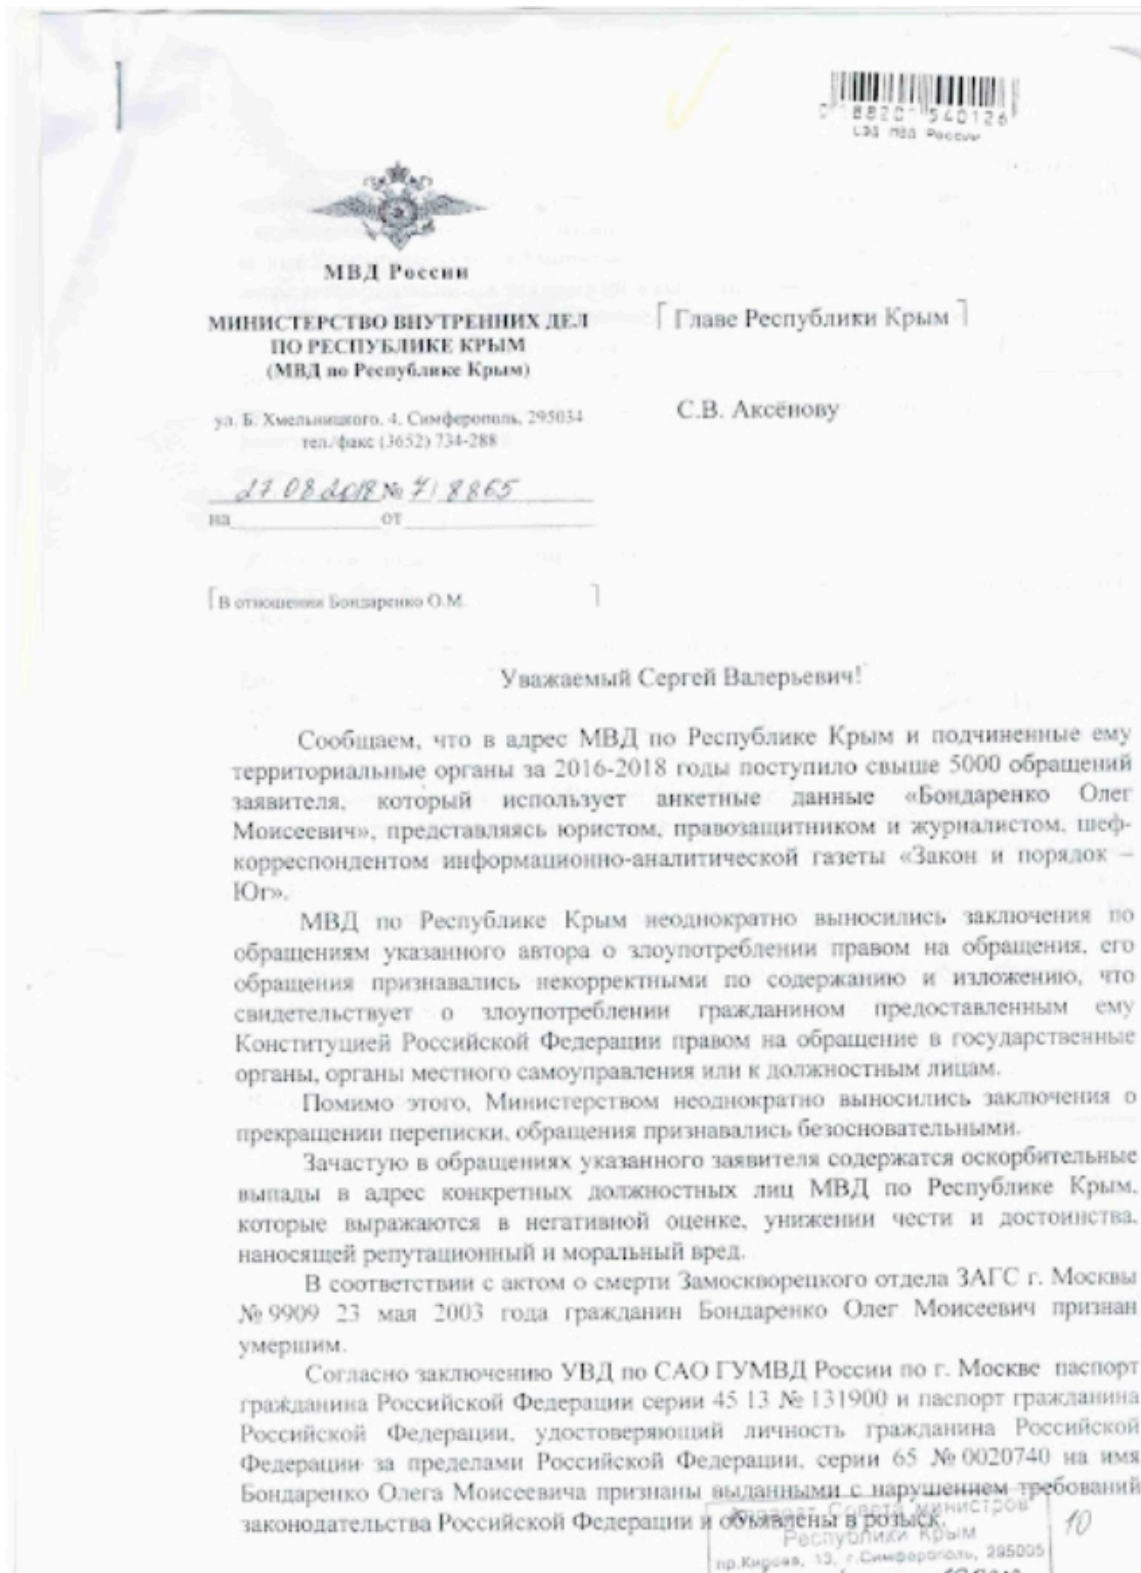 0 18820 540126
СЭД МВД России
МВД России
МИНИСТЕРСТВО ВНУТРЕННИХ ДЕЛ
ПО РЕСПУБЛИКЕ КРЫМ
(МВД по Республике Крым)
ул. Б. Хмельницкого, 4, Симферополь, 295034
тел./факс (3652) 734-288
27.08.2018 № 7/8865
на от
Главе Республики Крым
С.В. Аксёнову
В отношении Бондаренко О.М.
Уважаемый Сергей Валерьевич!
Сообщаем, что в адрес МВД по Республике Крым и подчиненные ему
территориальные органы за 2016-2018 годы поступило свыше 5000 обращений
заявителя, который использует анкетные данные «Бондаренко Олег
Моисеевич», представляясь юристом, правозащитником и журналистом, шеф-
корреспондентом информационно-аналитической газеты «Закон и порядок –
Юг».
МВД по Республике Крым неоднократно выносились заключения по
обращениям указанного автора о злоупотреблении правом на обращения, его
обращения признавались некорректными по содержанию и изложению, что
свидетельствует о злоупотреблении гражданином предоставленным ему
Конституцией Российской Федерации правом на обращение в государственные
органы, органы местного самоуправления или к должностным лицам.
Помимо этого, Министерством неоднократно выносились заключения о
прекращении переписки, обращения признавались безосновательными.
Зачастую в обращениях указанного заявителя содержатся оскорбительные
выпады в адрес конкретных должностных лиц МВД по Республике Крым,
которые выражаются в негативной оценке, унижении чести и достоинства,
наносящей репутационный и моральный вред.
В соответствии с актом о смерти Замоскворецкого отдела ЗАГС г. Москвы
№ 9909 23 мая 2003 года гражданин Бондаренко Олег Моисеевич признан
умершим.
Согласно заключению УВД по САО ГУМВД России по г. Москве паспорт
гражданина Российской Федерации серии 45 13 № 131900 и паспорт гражданина
Российской Федерации, удостоверяющий личность гражданина Российской
Федерации за пределами Российской Федерации, серии 65 № 0020740 на имя
Бондаренко Олега Моисеевича признаны выданными с нарушением требований
законодательства Российской Федерации и объявлены в розыск.
Аппарат Совета министров
Республики Крым
пр.Кирова, 13, г.Симферополь, 295005
10